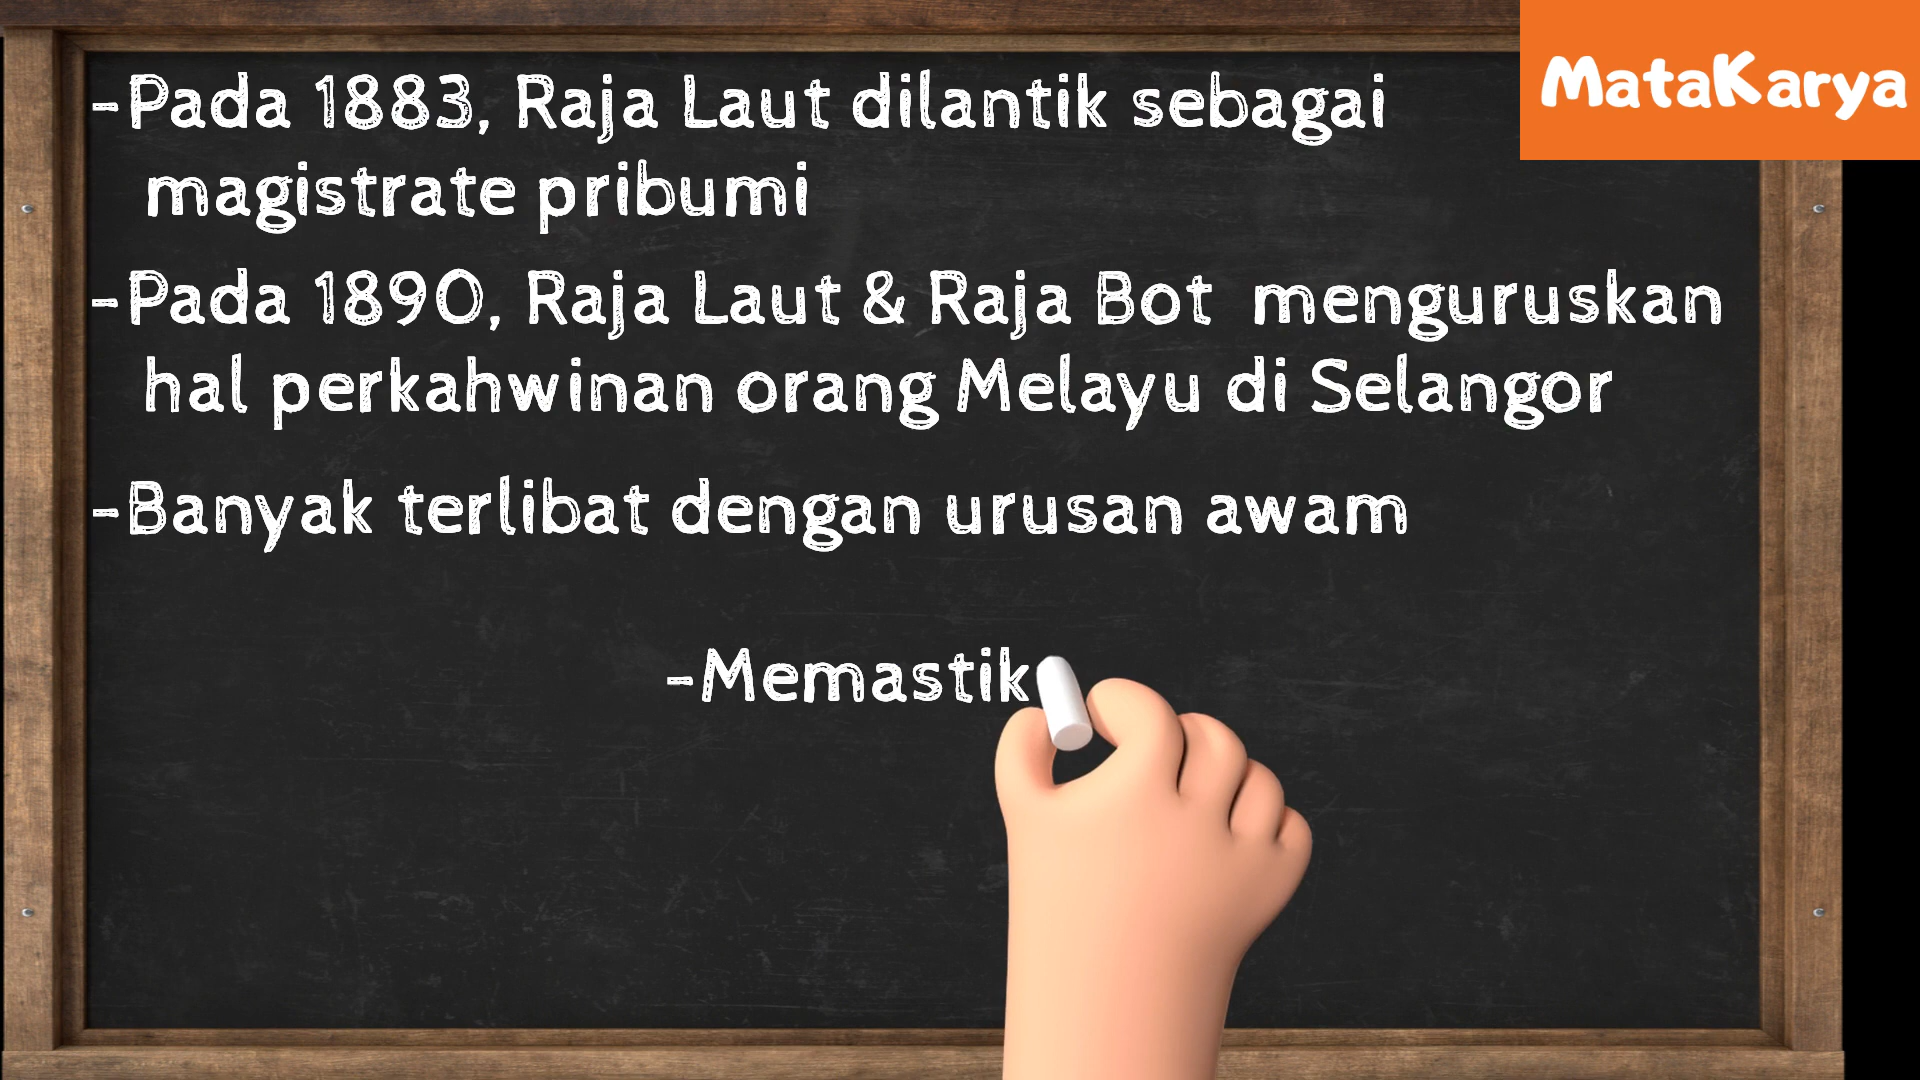 MataKarya
-Pada 1883, Raja Laut dilantik sebagai
magistrate pribumi
-Pada 1890, Raja Laut & Raja Bot menguruskan
hal perkahwinan orang Melayu di Selangor
-Banyak terlibat dengan urusan awam
-Memastik